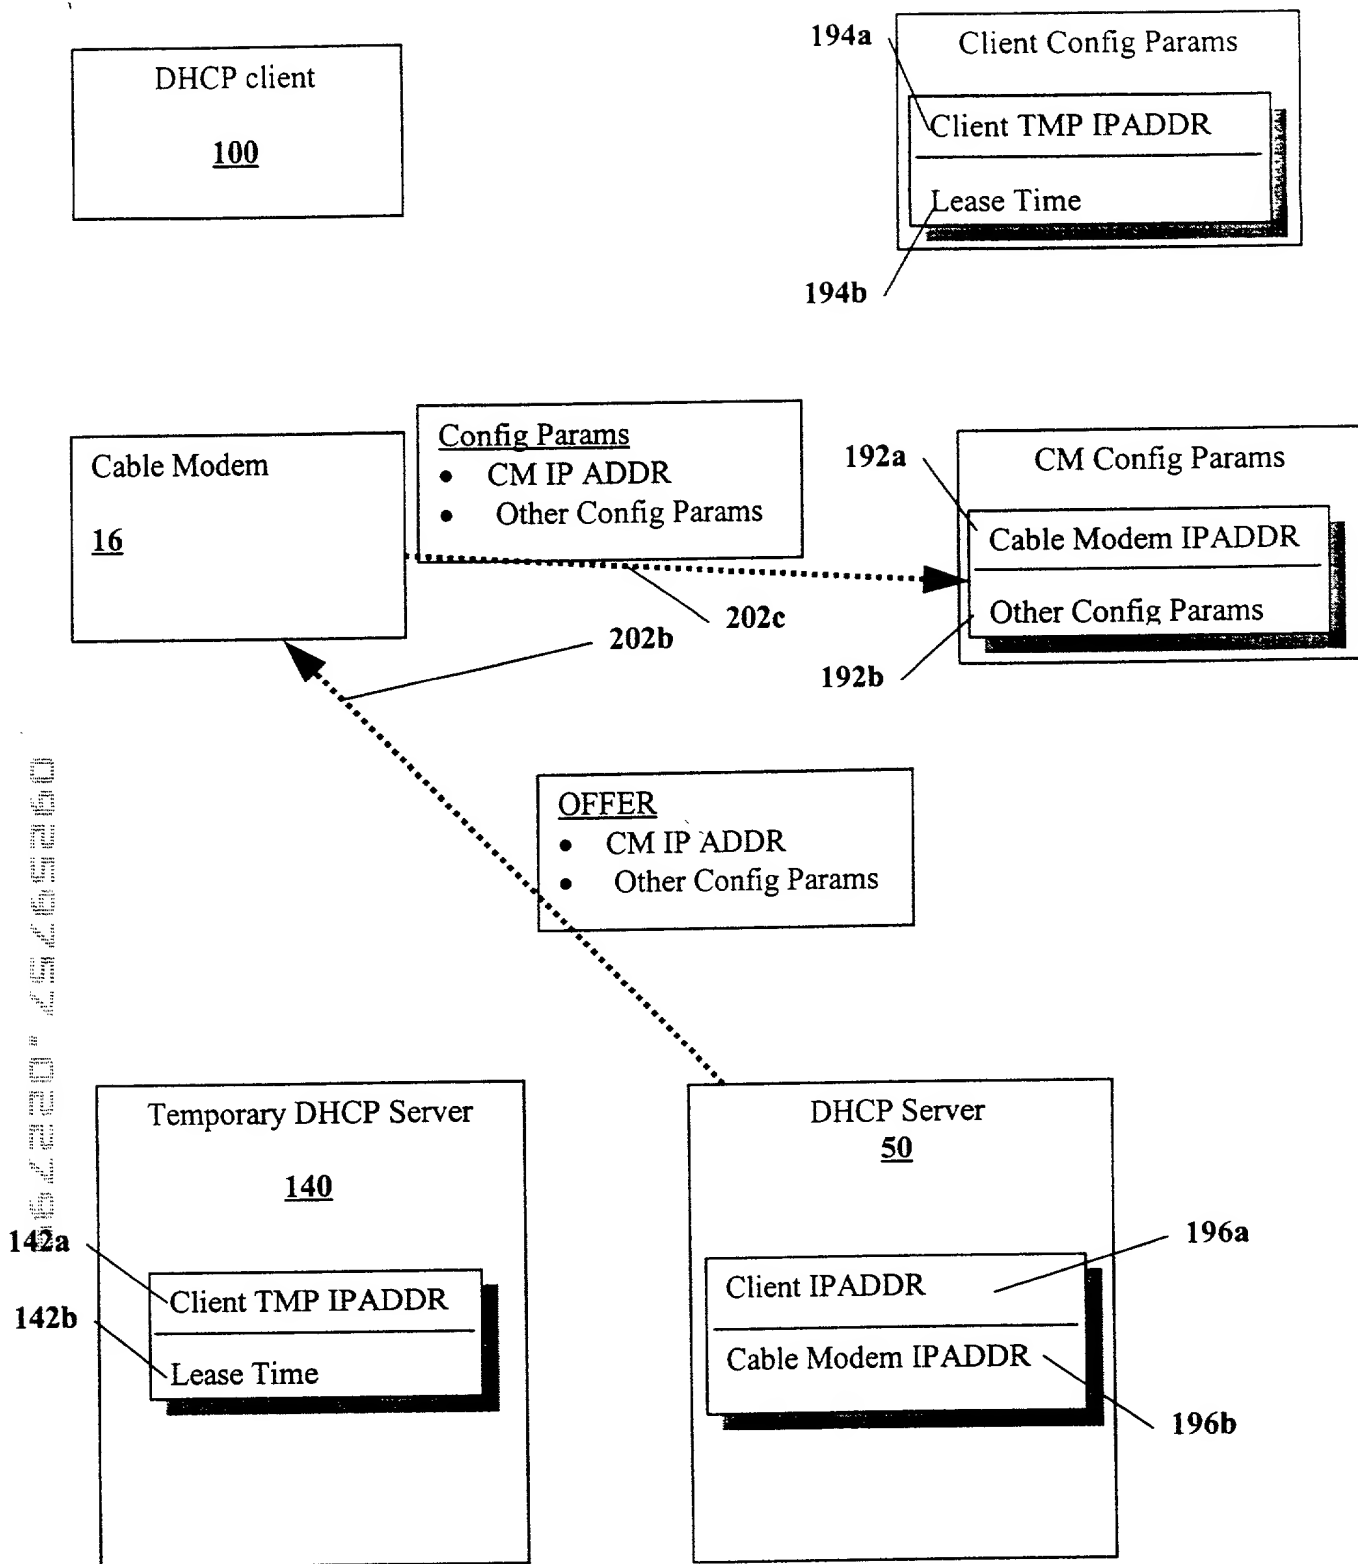 DHCP client
100
194a
Client Config Params
Client TMP IPADDR
Lease Time
194b
Cable Modem
16
Config Params
• CM IP ADDR
• Other Config Params
192a
CM Config Params
Cable Modem IPADDR
Other Config Params
192b
202c
202b
OFFER
• CM IP ADDR
• Other Config Params
Temporary DHCP Server
140
142a
Client TMP IPADDR
142b
Lease Time
DHCP Server
50
196a
Client IPADDR
Cable Modem IPADDR
196b